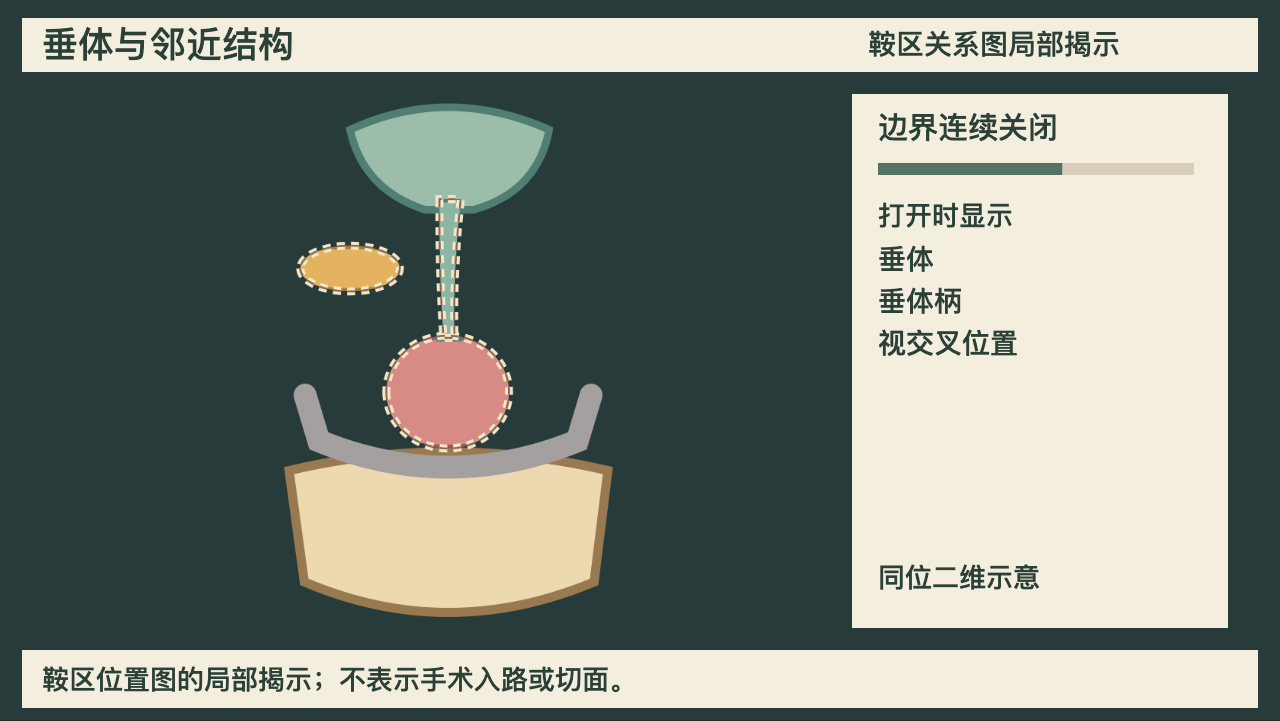 垂体与邻近结构
鞍区关系图局部揭示
边界连续关闭
打开时显示
垂体
垂体柄
视交叉位置
同位二维示意
鞍区位置图的局部揭示；不表示手术入路或切面。